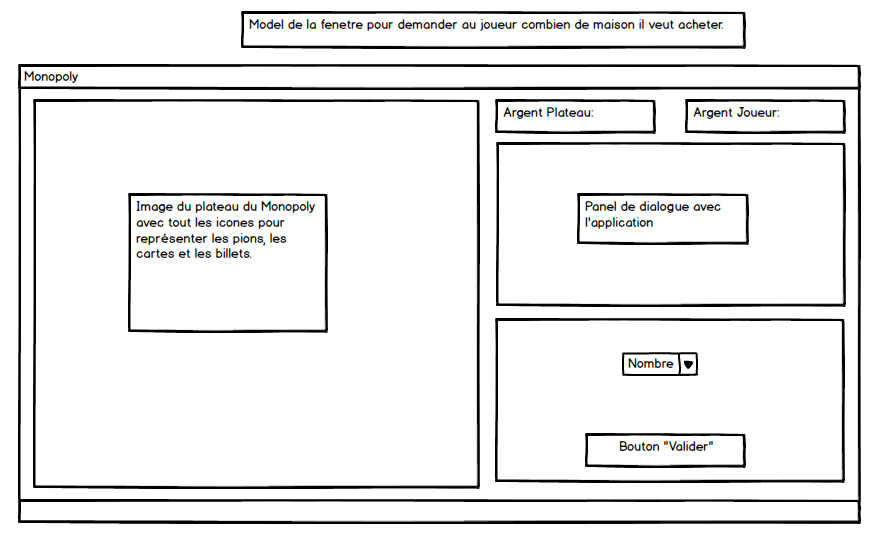 Model de la fenetre pour demander au joueur combien de maison il veut acheter.
Monopoly
Argent Plateau:
Argent Joueur:
Image du plateau du Monopoly
avec tout les icones pour
représenter les pions, les
cartes et les billets.
Panel de dialogue avec
l'application
Nombre
Bouton "Valider"